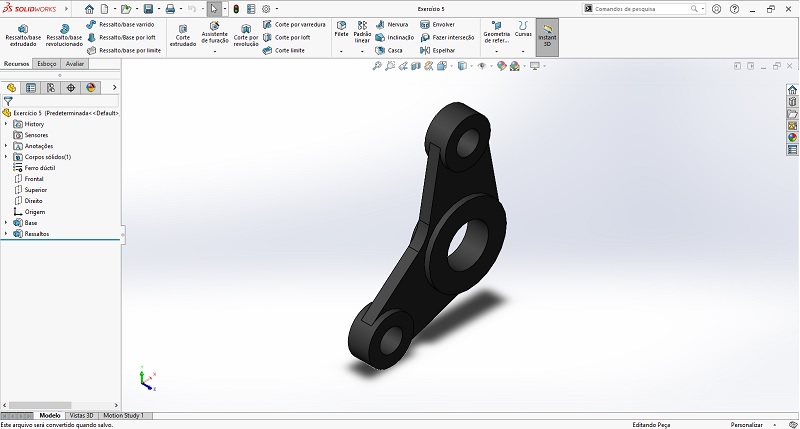 SOLIDWORKS
Exercício 5
Comandos de pesquisa
Ressalto/base extrudado
Ressalto/base revolucionado
Ressalto/base varrido
Ressalto/Base por loft
Ressalto/base por limite
Corte extrudado
Assistente de furação
Corte por revolução
Corte por varredura
Corte por loft
Corte limite
Filete
Padrão linear
Nervura
Inclinação
Casca
Envolver
Fazer interseção
Espelhar
Geometria de refer...
Curvas
Instant 3D
Recursos
Esboço
Avaliar
Exercício 5 (Predeterminada<<Default>
History
Sensores
Anotações
Corpos sólidos(1)
Ferro dúctil
Frontal
Superior
Direito
Origem
Base
Ressaltos
Modelo
Vistas 3D
Motion Study 1
Este arquivo será convertido quando salvo.
Editando Peça
Personalizar